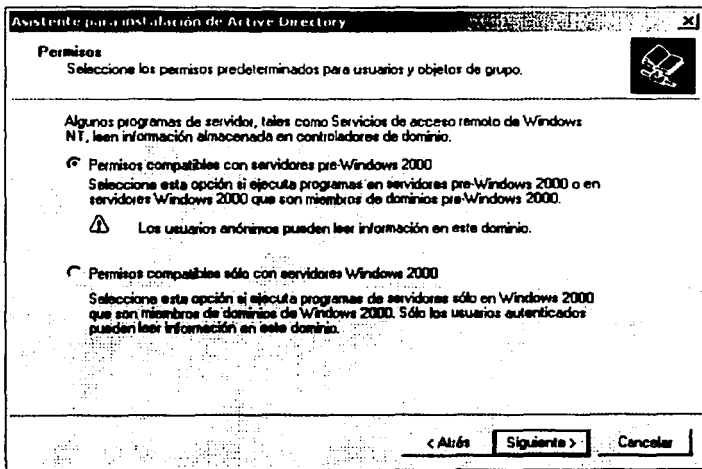 Asistente para instalación de Active Directory
Permisos
Seleccione los permisos predeterminados para usuarios y objetos de grupo.
Algunos programas de servidor, tales como Servicios de acceso remoto de Windows
NT, leen información almacenada en controladores de dominio.
Permisos compatibles con servidores pre-Windows 2000
Seleccione esta opción si ejecuta programas en servidores pre-Windows 2000 o en
servidores Windows 2000 que son miembros de dominios pre-Windows 2000.
Los usuarios anónimos pueden leer información en este dominio.
Permisos compatibles sólo con servidores Windows 2000
Seleccione esta opción si ejecuta programas de servidores sólo en Windows 2000
que son miembros de dominios de Windows 2000. Sólo los usuarios autenticados
pueden leer información en este dominio.
< Atrás Siguiente > Cancelar